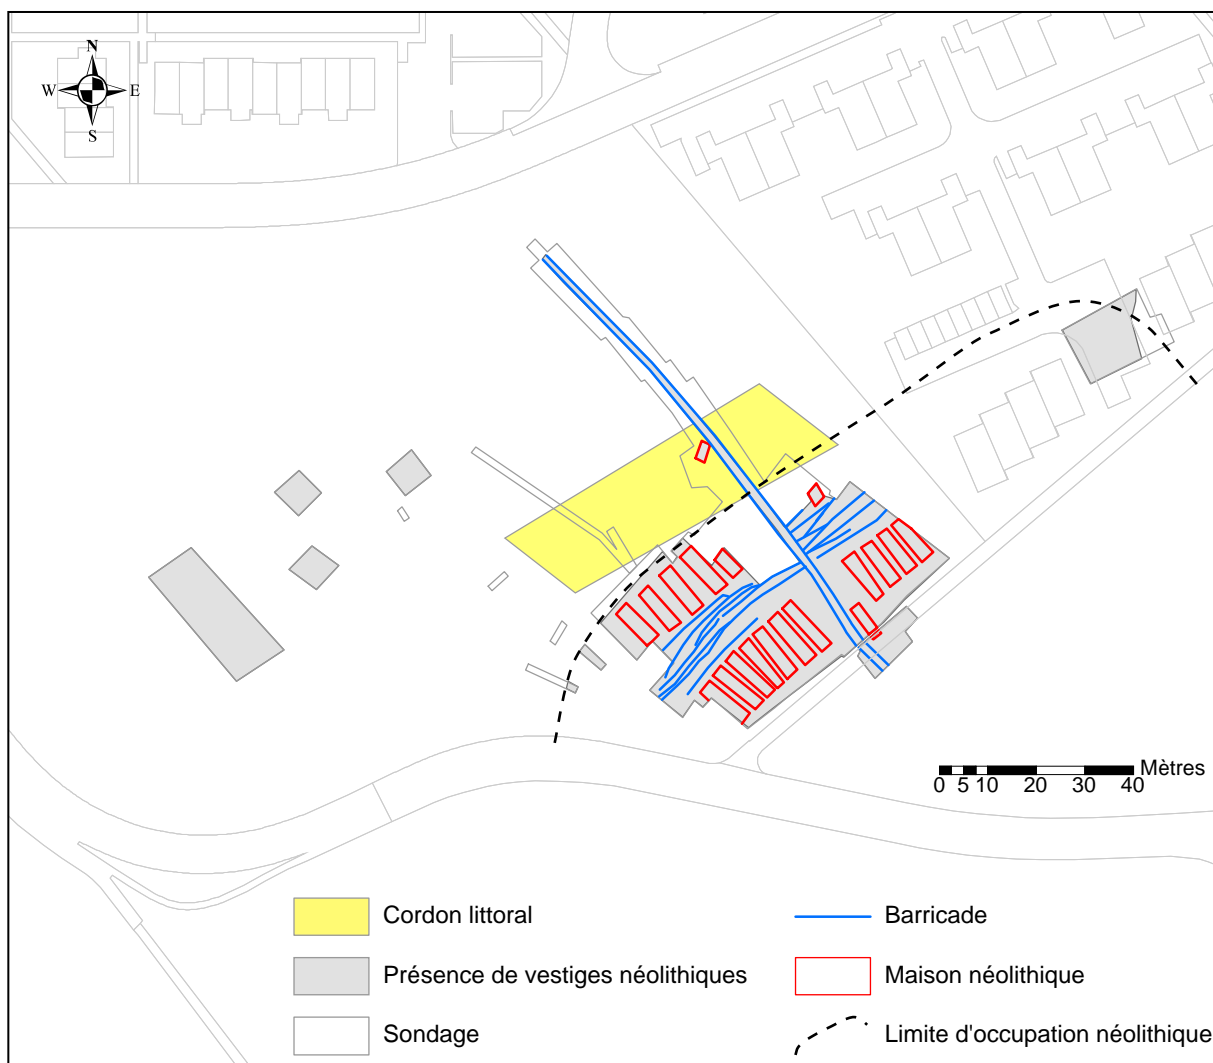 N
W E
S
Mètres
0 5 10 20 30 40
Cordon littoral
Barricade
Présence de vestiges néolithiques
Maison néolithique
Sondage
Limite d'occupation néolithique